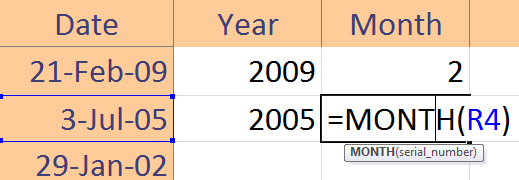 Date Year Month
21-Feb-09 2009 2
3-Jul-05 2005 =MONTH(R4)
MONTH(serial_number)
29-Jan-02